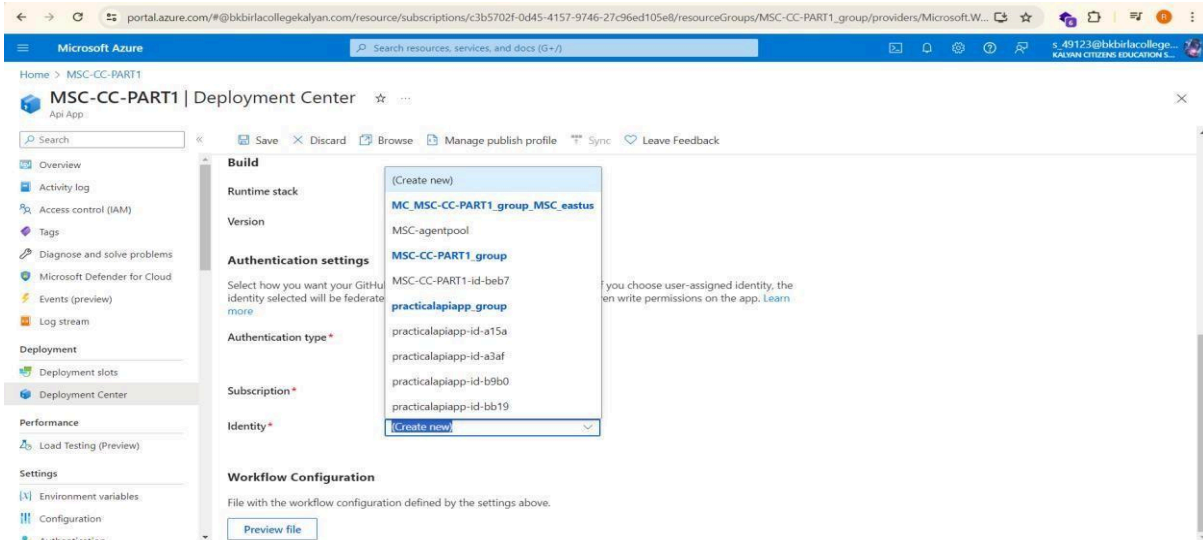 portal.azure.com/#@bkbirlacollegekalyan.com/resource/subscriptions/c3b5702f-0d45-4157-9746-27c96ed105e8/resourceGroups/MSC-CC-PART1_group/providers/Microsoft.W...
Microsoft Azure
Search resources, services, and docs (G+/)
s_49123@bkbirlacollege...
KALYAN CITIZENS EDUCATION S...
Home > MSC-CC-PART1
MSC-CC-PART1 | Deployment Center
Api App
Search
Save
Discard
Browse
Manage publish profile
Sync
Leave Feedback
Overview
Activity log
Access control (IAM)
Tags
Diagnose and solve problems
Microsoft Defender for Cloud
Events (preview)
Log stream
Deployment
Deployment slots
Deployment Center
Performance
Load Testing (Preview)
Settings
Environment variables
Configuration
Build
Runtime stack
Version
Authentication settings
Select how you want your GitHu f you choose user-assigned identity, the
identity selected will be federate en write permissions on the app. Learn
more
Authentication type*
Subscription*
Identity*
(Create new)
MC_MSC-CC-PART1_group_MSC_eastus
MSC-agentpool
MSC-CC-PART1_group
MSC-CC-PART1-id-beb7
practicalapiapp_group
practicalapiapp-id-a15a
practicalapiapp-id-a3af
practicalapiapp-id-b9b0
practicalapiapp-id-bb19
(Create new)
Workflow Configuration
File with the workflow configuration defined by the settings above.
Preview file